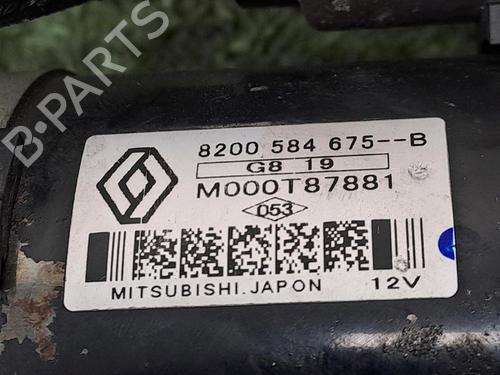 B-PARTS
8200 584 675--B
G8 19
M000T87881
D53
MITSUBISHI.JAPON 12V